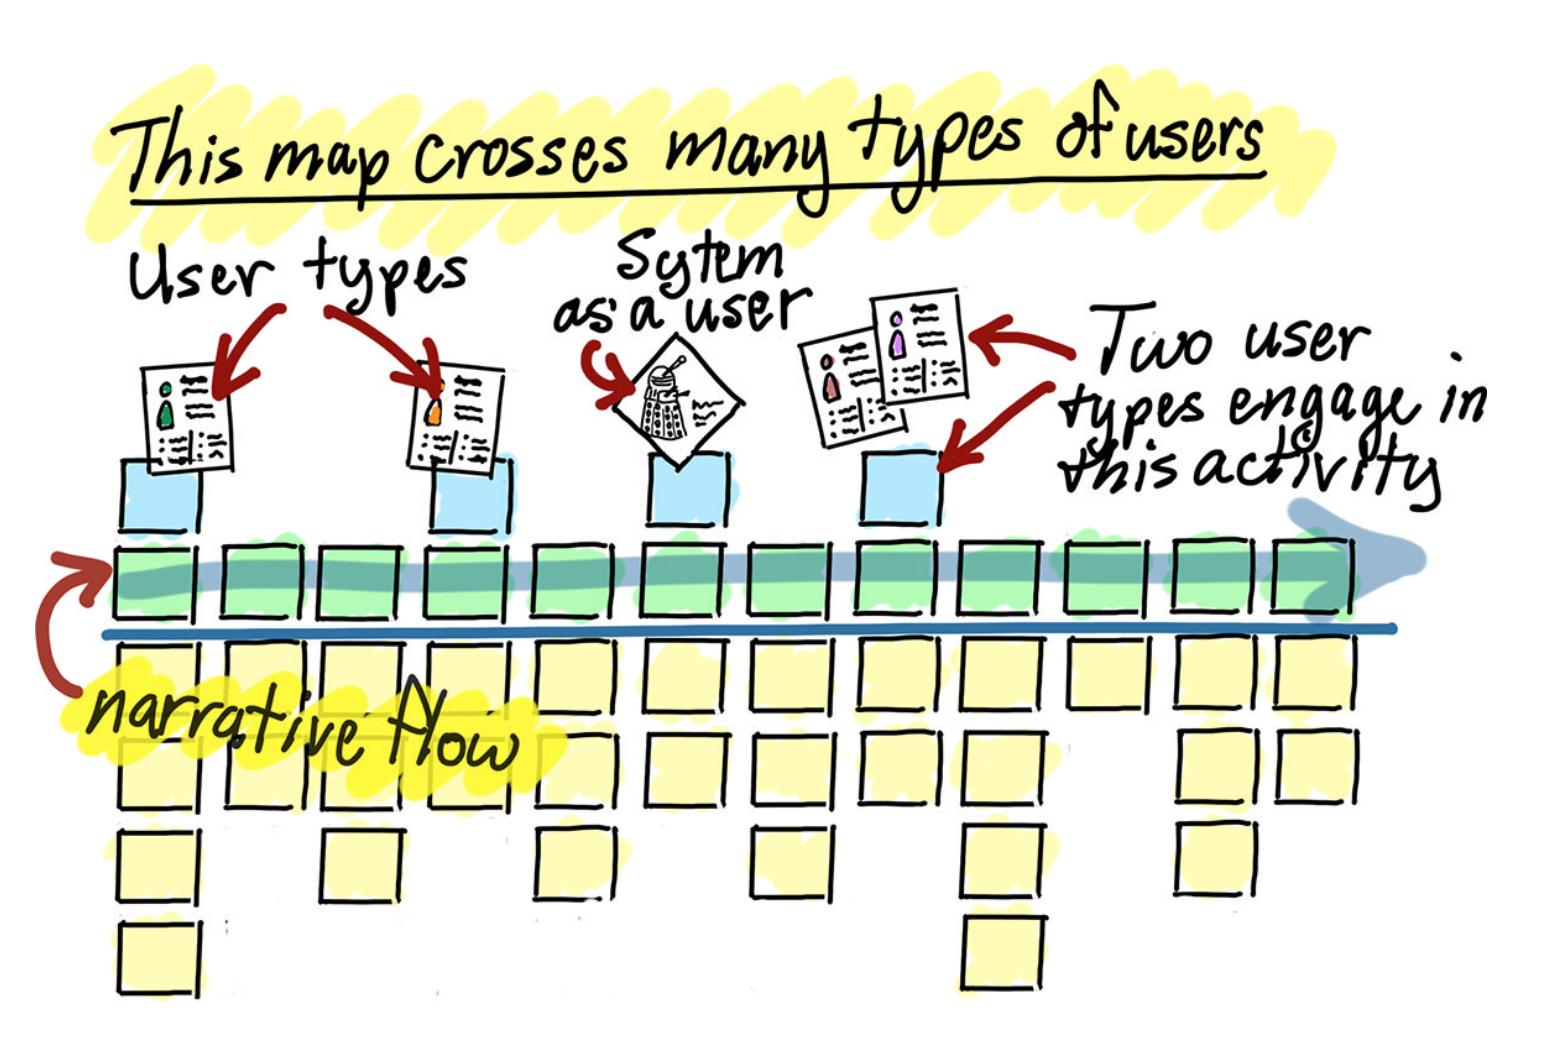 This map crosses many types of users
User types
Sytem
as a user
Two user
types engage in
this activity
narrative flow